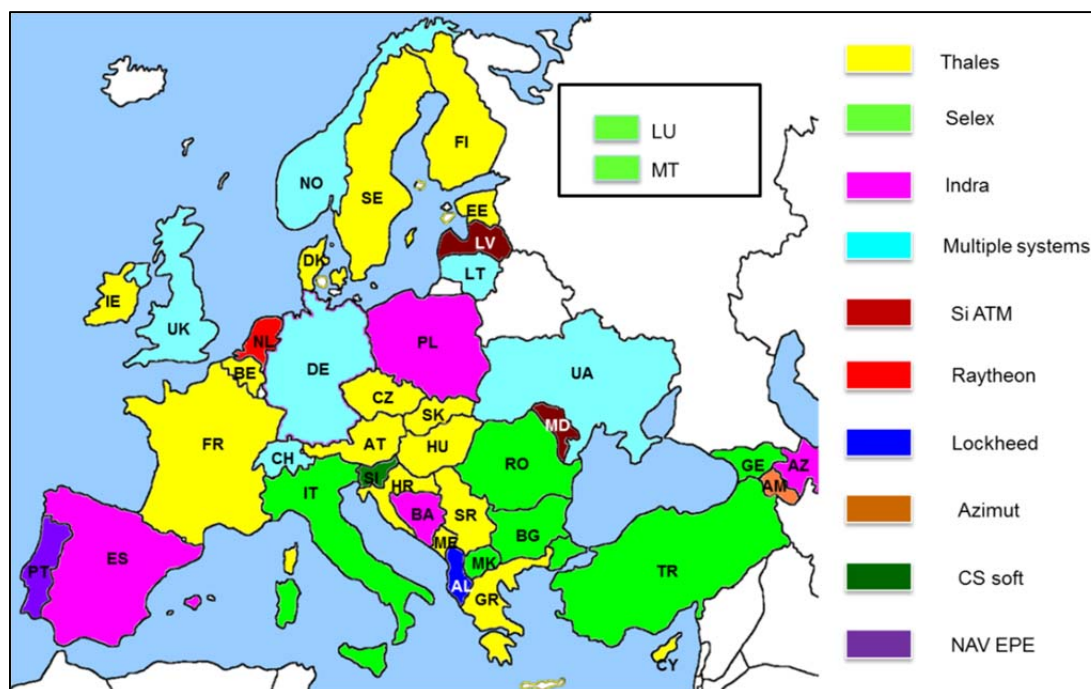 FI
NO
SE
EE
LV
DK
LT
IE
UK
NL
PL
DE
BE
UA
CZ
SK
MD
FR
AT
HU
CH
RO
SI
HR
IT
GE
AZ
AM
BA
SR
BG
ME
MK
ES
PT
TR
AL
GR
CY
LU
MT
Thales
Selex
Indra
Multiple systems
Si ATM
Raytheon
Lockheed
Azimut
CS soft
NAV EPE